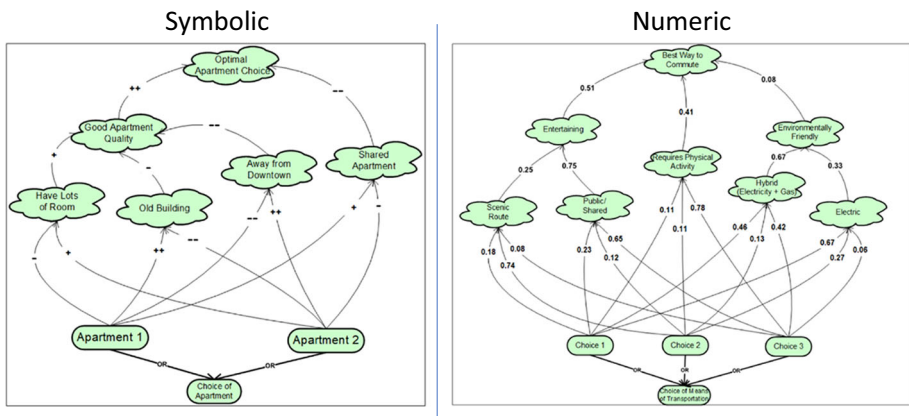 Symbolic
Optimal
Apartment Choice
++
--
Good Apartment
Quality
+
-
--
Have Lots
of Room
Old Building
Away from
Downtown
Shared
Apartment
-
+
++
--
--
++
+
-
Apartment 1
Apartment 2
OR
OR
Choice of
Apartment
Numeric
Best Way to
Commute
0.51
0.41
0.08
Entertaining
Environmentally
Friendly
Requires Physical
Activity
0.25
0.75
0.67
0.33
Scenic
Route
Public/
Shared
Hybrid
(Electricity + Gas)
Electric
0.18
0.08
0.74
0.23
0.65
0.12
0.11
0.11
0.78
0.46
0.13
0.42
0.67
0.27
0.06
Choice 1
Choice 2
Choice 3
OR
OR
OR
Choice of Means
of Transportation